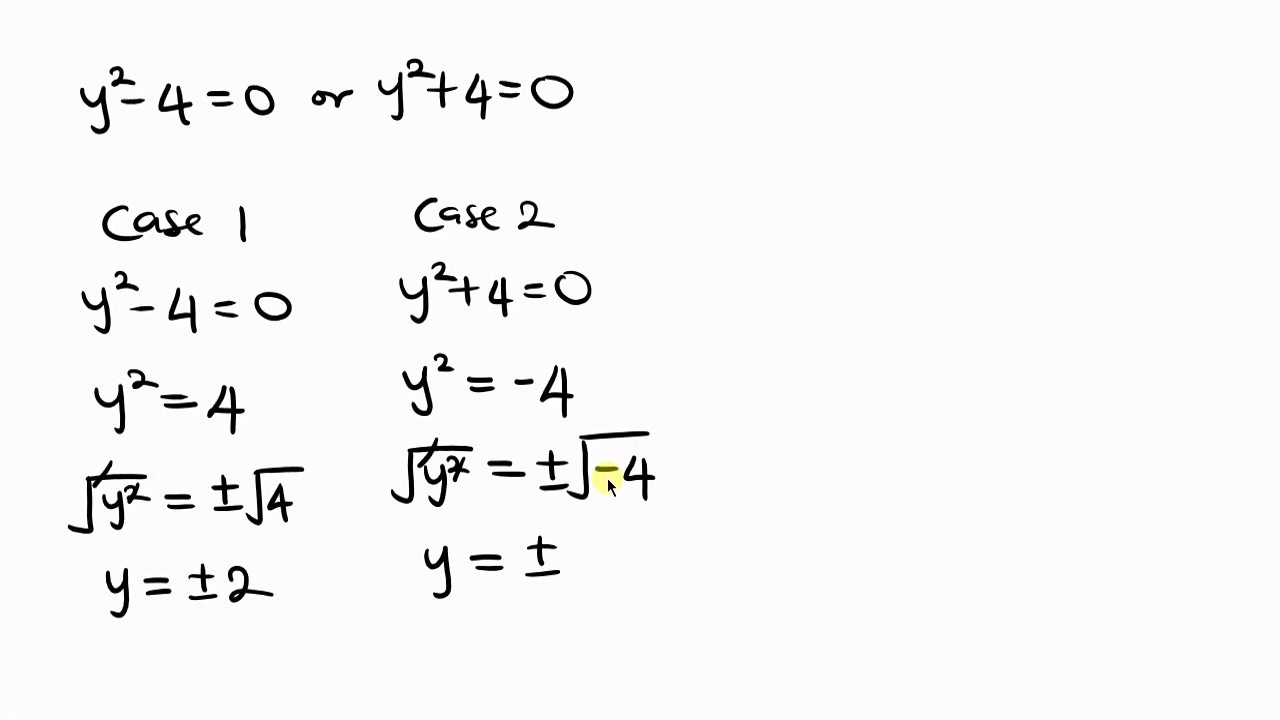 y²-4=0 or y²+4=0
Case 1
y²-4=0
y²=4
√y² = ±√4
y=±2
Case 2
y²+4=0
y² = -4
√y² = ±√-4
y = ±